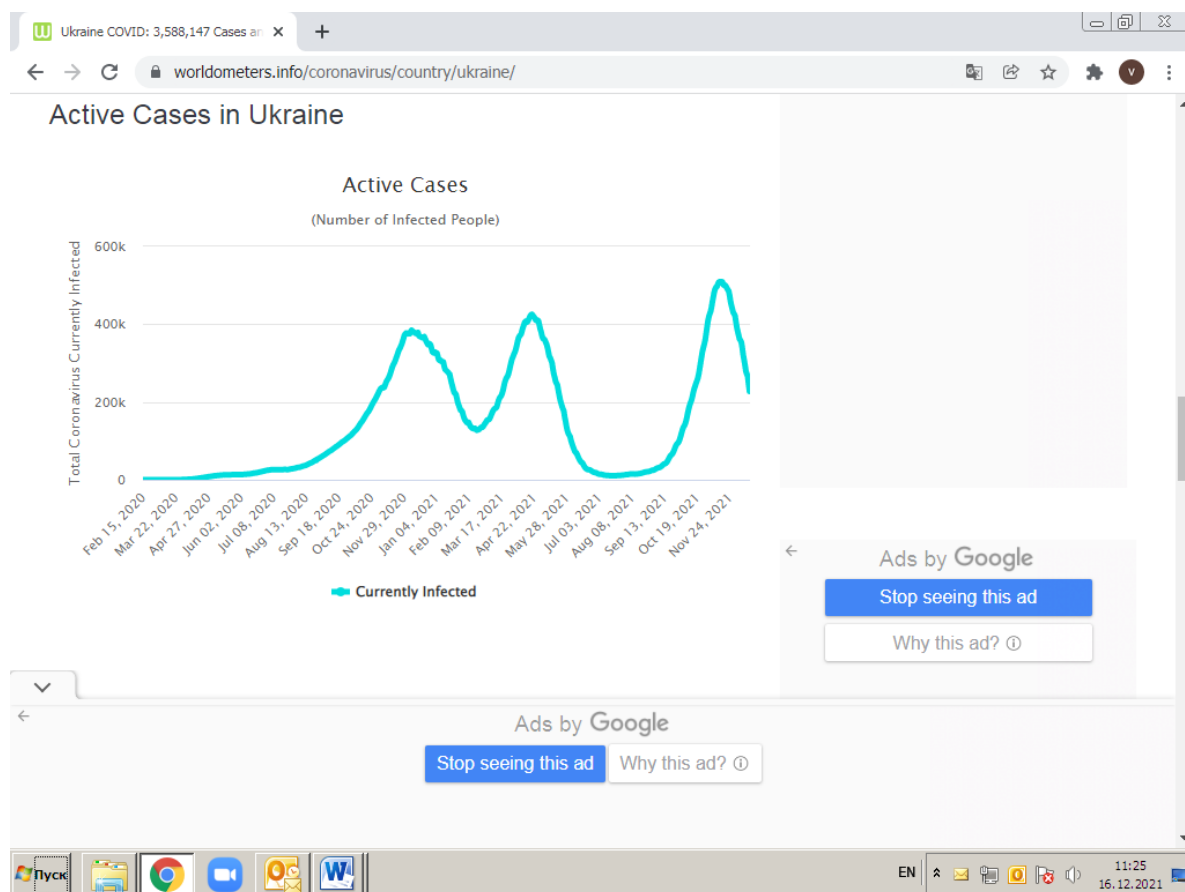 Ukraine COVID: 3,588,147 Cases an
worldometers.info/coronavirus/country/ukraine/
V
Active Cases in Ukraine
Active Cases
(Number of Infected People)
Total Coronavirus Currently Infected
600k
400k
200k
0
Feb 15, 2020
Mar 22, 2020
Apr 27, 2020
Jun 02, 2020
Jul 08, 2020
Aug 13, 2020
Sep 18, 2020
Oct 24, 2020
Nov 29, 2020
Jan 04, 2021
Feb 09, 2021
Mar 17, 2021
Apr 22, 2021
May 28, 2021
Jul 03, 2021
Aug 08, 2021
Sep 13, 2021
Oct 19, 2021
Nov 24, 2021
Currently Infected
Ads by Google
Stop seeing this ad
Why this ad?
Ads by Google
Stop seeing this ad Why this ad?
Пуск
EN
11:25
16.12.2021